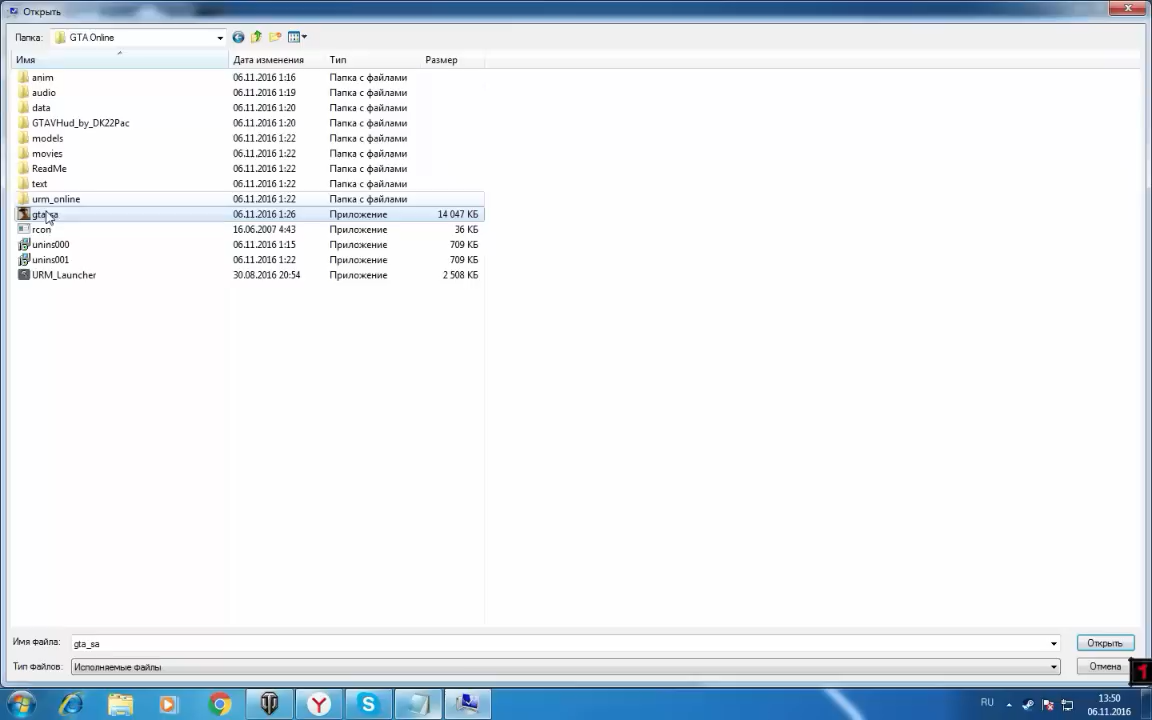 Открыть
Папка: GTA Online
Имя Дата изменения Тип Размер
anim 06.11.2016 1:16 Папка с файлами
audio 06.11.2016 1:19 Папка с файлами
data 06.11.2016 1:20 Папка с файлами
GTAVHud_by_DK22Pac 06.11.2016 1:20 Папка с файлами
models 06.11.2016 1:22 Папка с файлами
movies 06.11.2016 1:22 Папка с файлами
ReadMe 06.11.2016 1:22 Папка с файлами
text 06.11.2016 1:22 Папка с файлами
urm_online 06.11.2016 1:22 Папка с файлами
gta_sa 06.11.2016 1:26 Приложение 14 047 КБ
rcon 16.06.2007 4:43 Приложение 36 КБ
unins000 06.11.2016 1:15 Приложение 709 КБ
unins001 06.11.2016 1:22 Приложение 709 КБ
URM_Launcher 30.08.2016 20:54 Приложение 2 508 КБ
Имя файла: gta_sa Открыть
Тип файлов: Исполняемые файлы Отмена
1
RU 13:50
06.11.2016